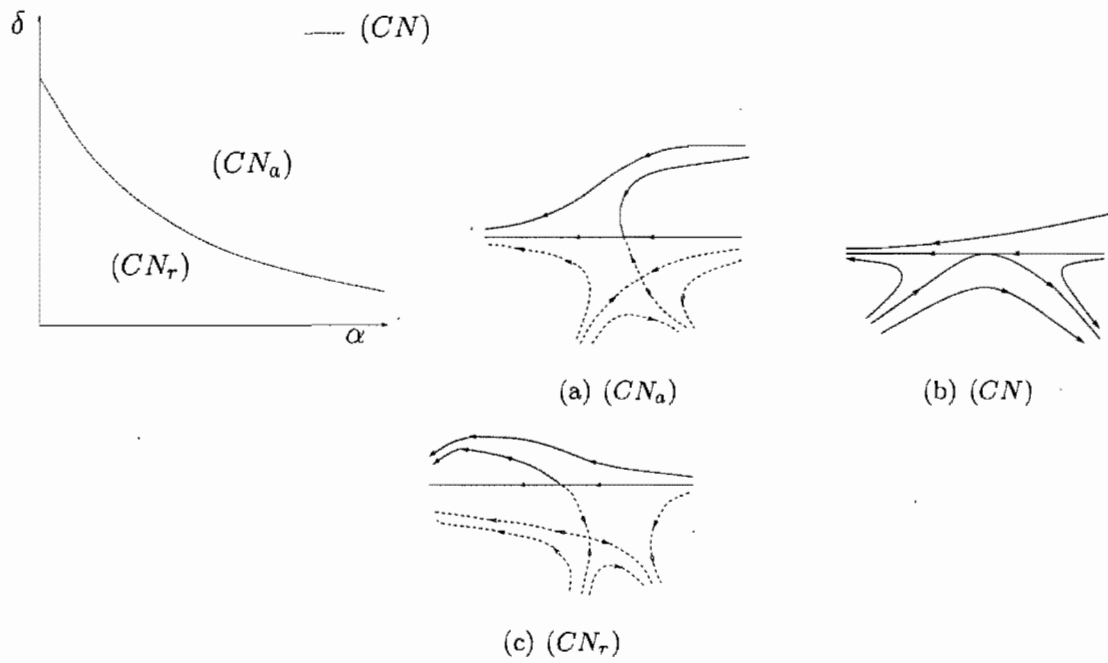 δ
— (CN)
(CN_a)
(CN_r)
α
(a) (CN_a)
(b) (CN)
(c) (CN_r)